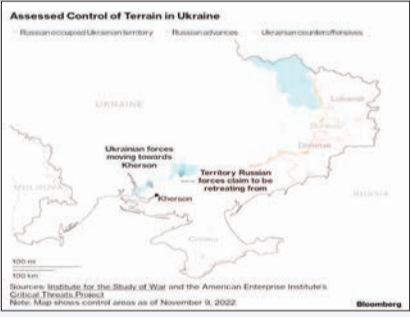 Assessed Control of Terrain in Ukraine
Russian occupied Ukrainian territory Russian advances Ukrainian counteroffensives
UKRAINE
Luhansk
Donetsk
Ukrainian forces
moving towards
Kherson
Territory Russian
forces claim to be
retreating from
MOLDOVA
Kherson
RUSSIA
Crimea
100 mi
100 km
Sources: Institute for the Study of War and the American Enterprise Institute's
Critical Threats Project
Note: Map shows control areas as of November 9, 2022
Bloomberg